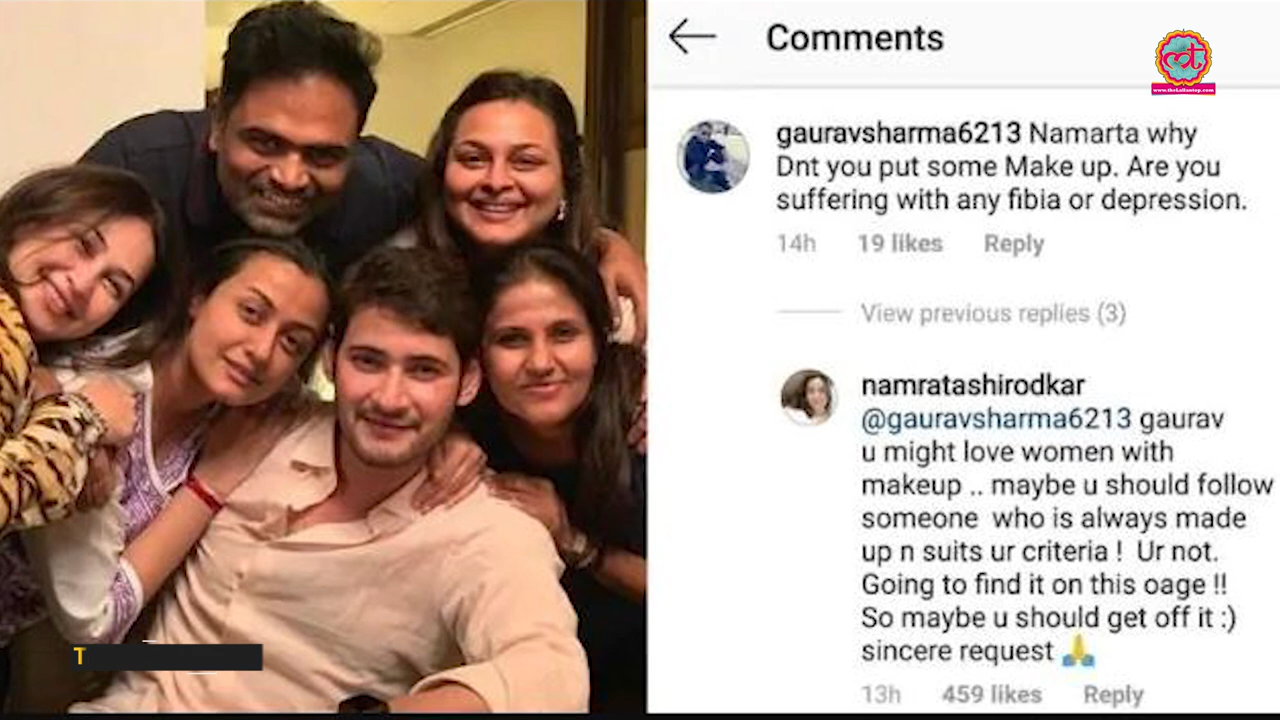 Comments
www.theLallantop.com
gauravsharma6213 Namarta why
Dnt you put some Make up. Are you
suffering with any fibia or depression.
14h 19 likes Reply
View previous replies (3)
namratashirodkar
@gauravsharma6213 gaurav
u might love women with
makeup .. maybe u should follow
someone who is always made
up n suits ur criteria ! Ur not.
Going to find it on this oage !!
So maybe u should get off it :)
sincere request 🙏
13h 459 likes Reply
T